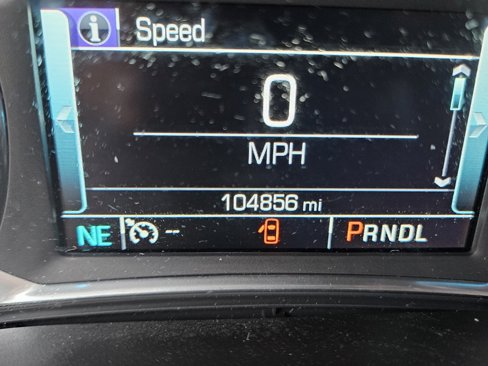 i Speed
0
MPH
104856 mi
NE -- PRNDL